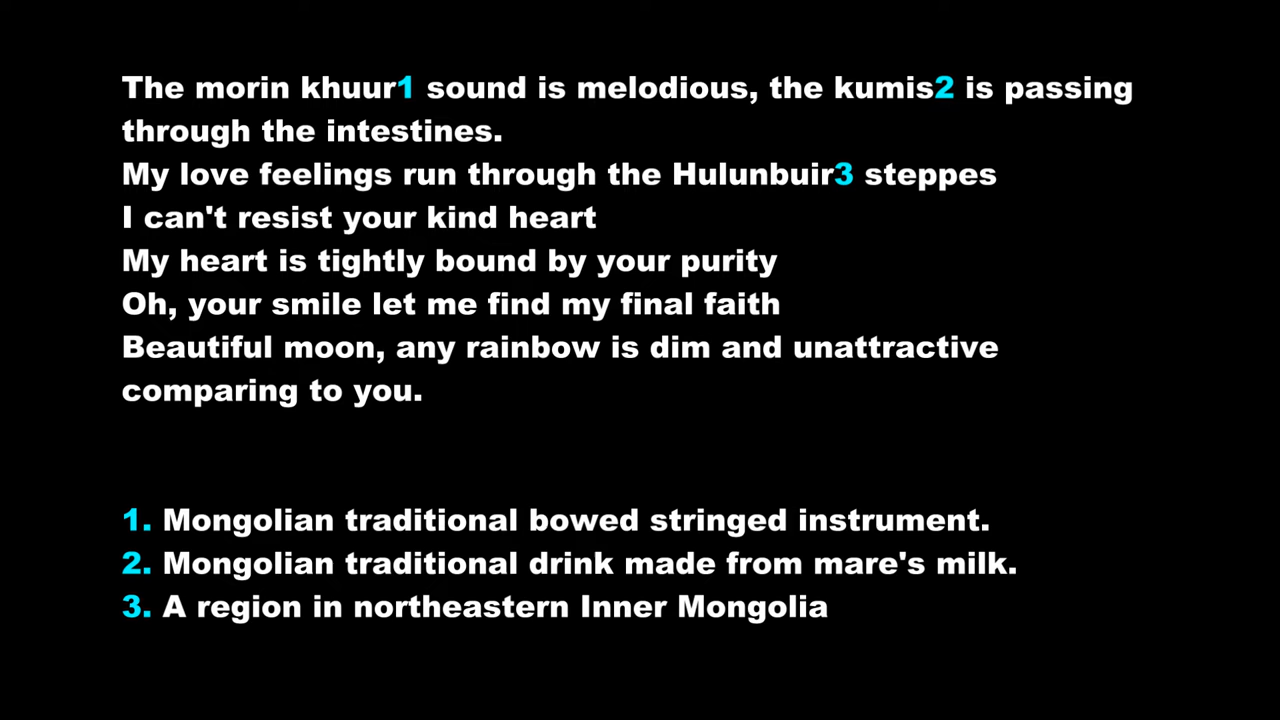 The morin khuur1 sound is melodious, the kumis2 is passing
through the intestines.
My love feelings run through the Hulunbuir3 steppes
I can't resist your kind heart
My heart is tightly bound by your purity
Oh, your smile let me find my final faith
Beautiful moon, any rainbow is dim and unattractive
comparing to you.
1. Mongolian traditional bowed stringed instrument.
2. Mongolian traditional drink made from mare's milk.
3. A region in northeastern Inner Mongolia